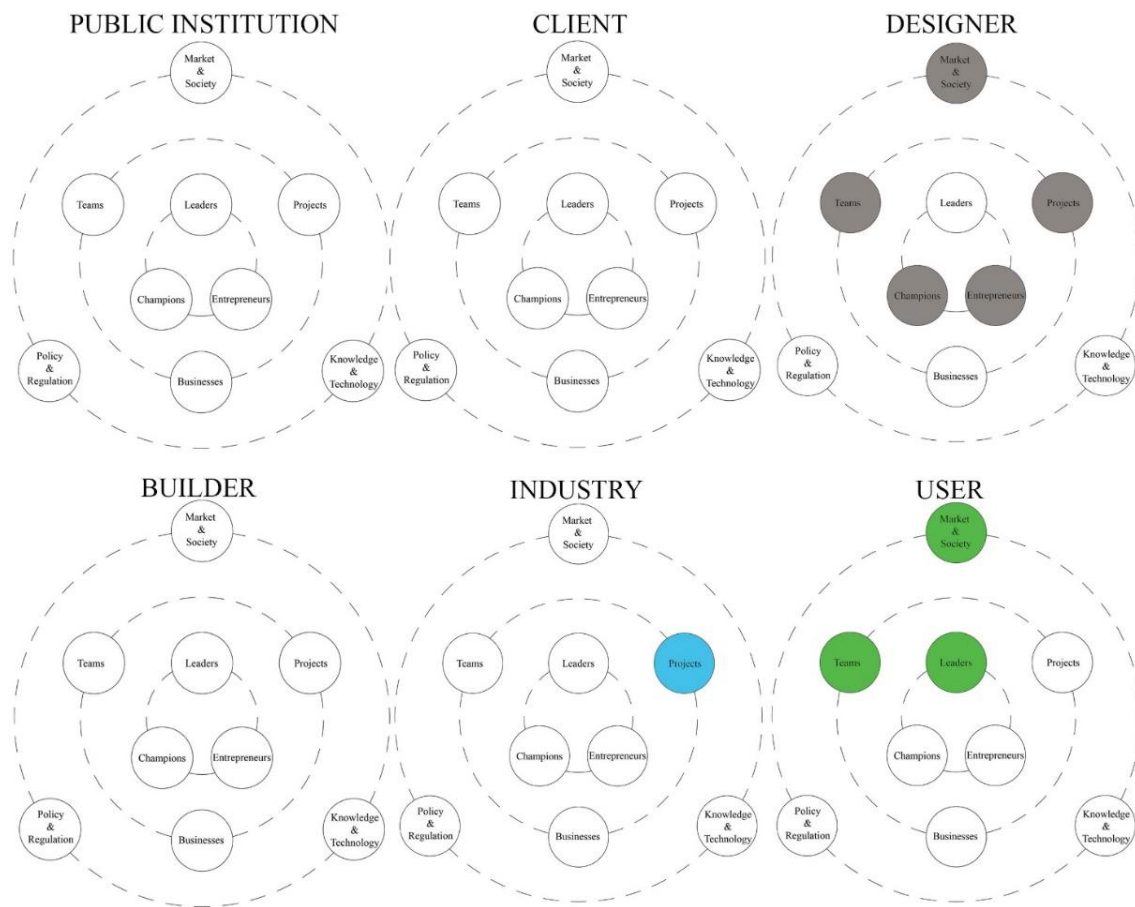 PUBLIC INSTITUTION
Market
&
Society
Teams
Leaders
Projects
Champions
Entrepreneurs
Policy
&
Regulation
Businesses
Knowledge
&
Technology
CLIENT
Market
&
Society
Teams
Leaders
Projects
Champions
Entrepreneurs
Policy
&
Regulation
Businesses
Knowledge
&
Technology
DESIGNER
Market
&
Society
Teams
Leaders
Projects
Champions
Entrepreneurs
Policy
&
Regulation
Businesses
Knowledge
&
Technology
BUILDER
Market
&
Society
Teams
Leaders
Projects
Champions
Entrepreneurs
Policy
&
Regulation
Businesses
Knowledge
&
Technology
INDUSTRY
Market
&
Society
Teams
Leaders
Projects
Champions
Entrepreneurs
Policy
&
Regulation
Businesses
Knowledge
&
Technology
USER
Market
&
Society
Teams
Leaders
Projects
Champions
Entrepreneurs
Policy
&
Regulation
Businesses
Knowledge
&
Technology